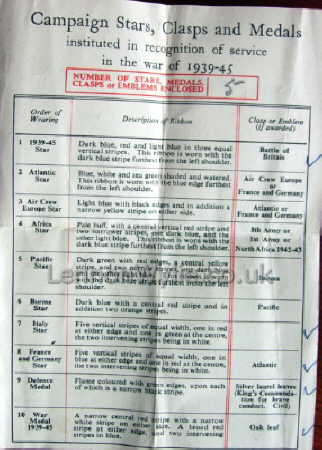 Campaign Stars, Clasps and Medals
instituted in recognition of service
in the war of 1939-45
NUMBER OF STARS, MEDALS,
CLASPS or EMBLEMS ENCLOSED
5
Order of Wearing
Description of Ribbon
Clasp or Emblem (if awarded)
1 1939-45 Star
Dark blue, red and light blue in three equal
vertical stripes. This ribbon is worn with the
dark blue stripe furthest from the left shoulder.
Battle of Britain
2 Atlantic Star
Blue, white and sea green shaded and watered.
This ribbon is worn with the blue edge furthest
from the left shoulder.
Air Crew Europe
or
France and Germany
3 Air Crew Europe Star
Light blue with black edges and in addition a
narrow yellow stripe on either side.
Atlantic or
France and Germany
4 Africa Star
Pale buff, with a central vertical red stripe and
two narrower stripes, one dark blue, and the
other light blue. This ribbon is worn with the
dark blue stripe furthest from the left shoulder.
8th Army or
1st Army or
North Africa 1942-43
5 Pacific Star
Dark green with red edges, a central yellow
stripe, and two narrow stripes, one dark
furthest from the left
shoulder.
6 Burma Star
Dark blue with a central red stripe and in
addition two orange stripes.
Pacific
7 Italy Star
Five vertical stripes of equal width, one in red
at either edge and one in green at the centre,
the two intervening stripes being in white.
8 France and Germany Star
Five vertical stripes of equal width, one in
blue at either edge and one in red at the centre,
the two intervening stripes being in white.
Atlantic
9 Defence Medal
Flame coloured with green edges, upon each
of which is a narrow black stripe.
Silver laurel leaves
(King's Commendation
for brave
conduct. Civil)
10 War Medal 1939-45
A narrow central red stripe with a narrow
white stripe on either side. A broad red
stripe at either edge, and two intervening
stripes in blue.
Oak leaf